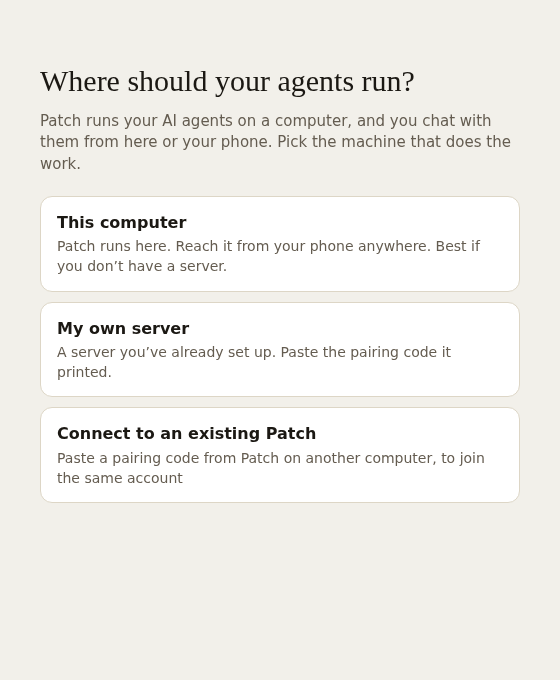 Where should your agents run?
Patch runs your AI agents on a computer, and you chat with
them from here or your phone. Pick the machine that does the
work.
This computer
Patch runs here. Reach it from your phone anywhere. Best if
you don’t have a server.
My own server
A server you’ve already set up. Paste the pairing code it
printed.
Connect to an existing Patch
Paste a pairing code from Patch on another computer, to join
the same account